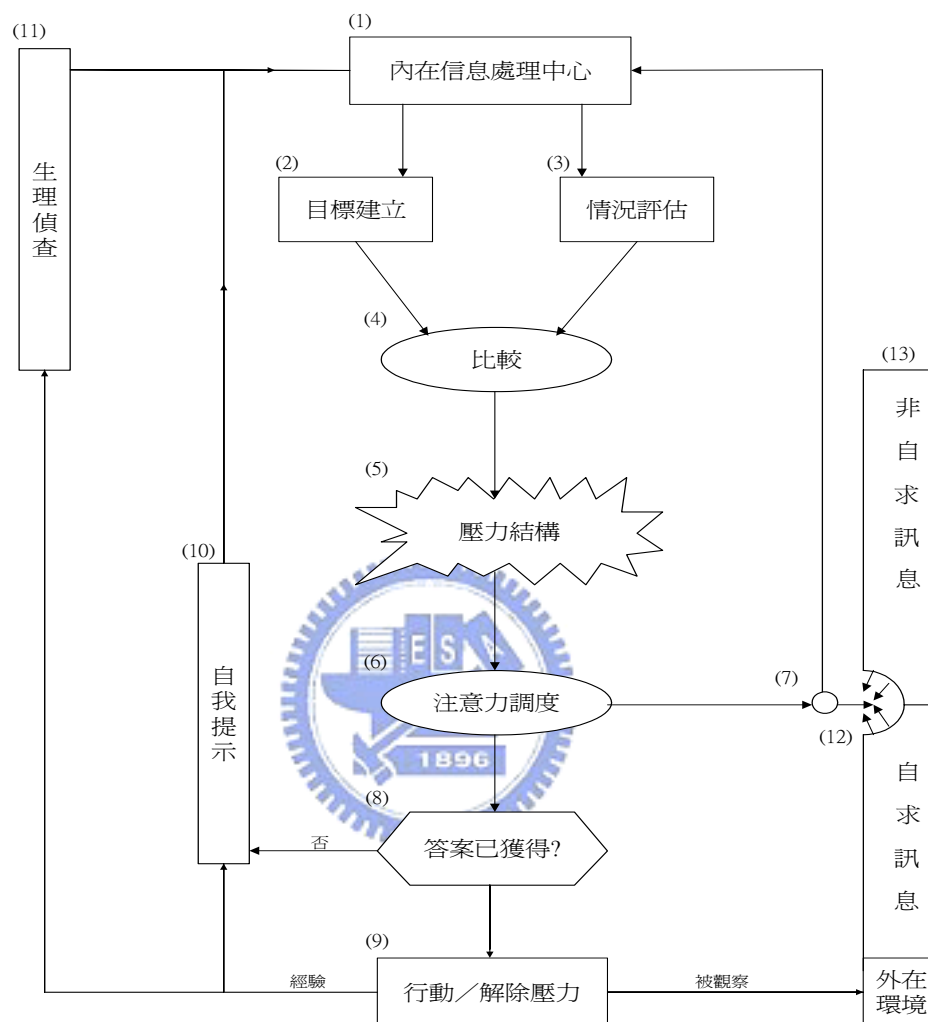 (1)
(11)
內在信息處理中心
生理偵查
(2)
(3)
目標建立
情況評估
(4)
比較
(13)
非自求訊息
(5)
壓力結構
(10)
自我提示
ESA
(6)
注意力調度
(7)
(12)
1896
(8)
答案已獲得?
否
自求訊息
(9)
行動／解除壓力
經驗
被觀察
外在
環境